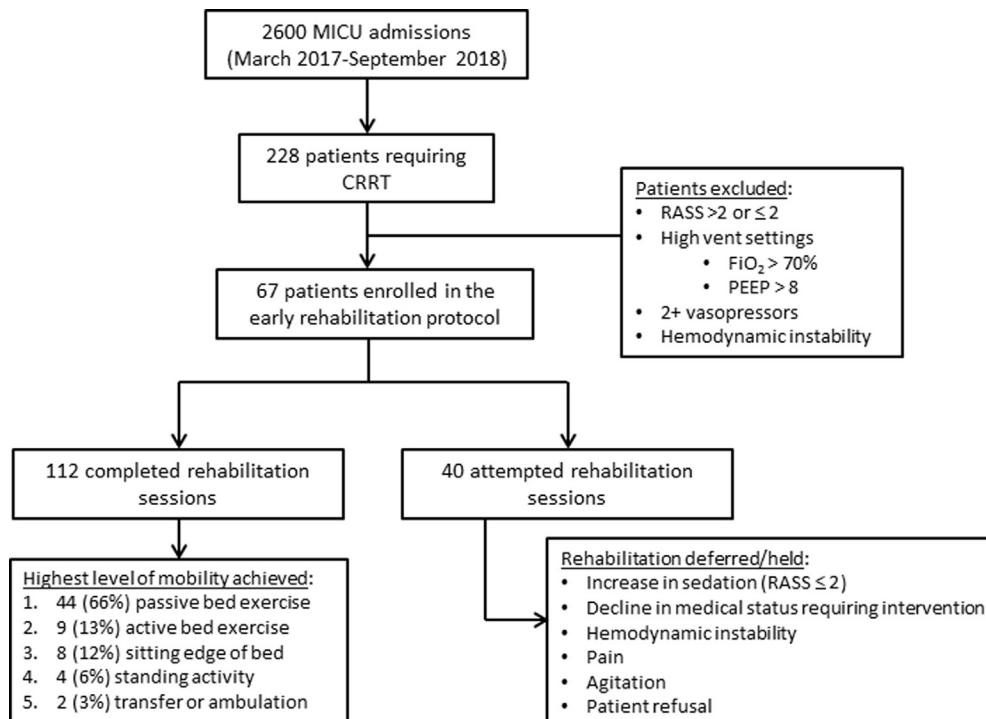 2600 MICU admissions
(March 2017-September 2018)
228 patients requiring
CRRT
Patients excluded:
• RASS >2 or ≤ 2
• High vent settings
• FiO₂ > 70%
• PEEP > 8
• 2+ vasopressors
• Hemodynamic instability
67 patients enrolled in the
early rehabilitation protocol
112 completed rehabilitation
sessions
40 attempted rehabilitation
sessions
Highest level of mobility achieved:
1. 44 (66%) passive bed exercise
2. 9 (13%) active bed exercise
3. 8 (12%) sitting edge of bed
4. 4 (6%) standing activity
5. 2 (3%) transfer or ambulation
Rehabilitation deferred/held:
• Increase in sedation (RASS ≤ 2)
• Decline in medical status requiring intervention
• Hemodynamic instability
• Pain
• Agitation
• Patient refusal